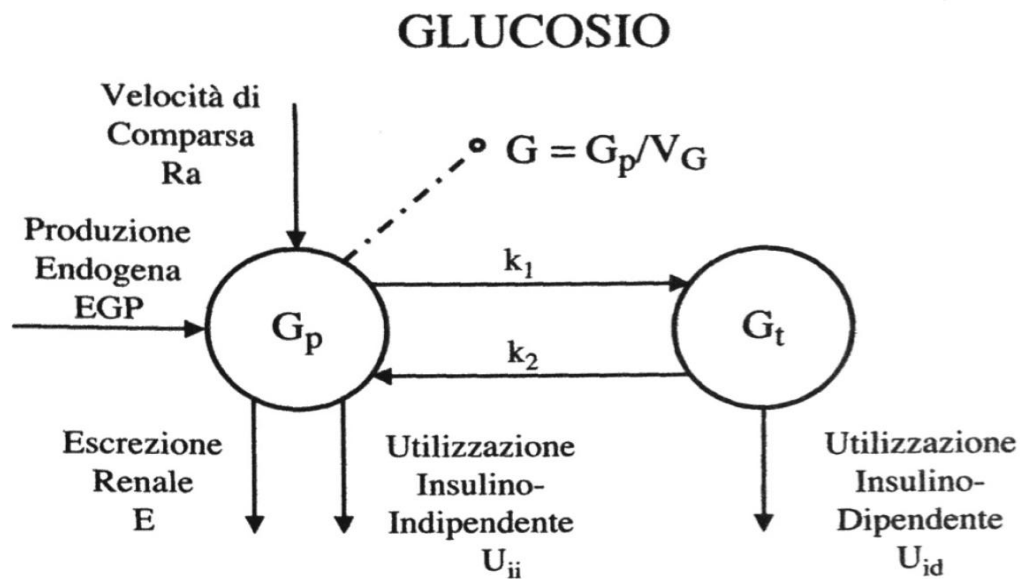 GLUCOSIO
Velocità di
Comparsa
Ra
G = Gp/VG
Produzione
Endogena
EGP
k1
Gp
Gt
k2
Escrezione
Renale
E
Utilizzazione
Insulino-
Indipendente
Uii
Utilizzazione
Insulino-
Dipendente
Uid